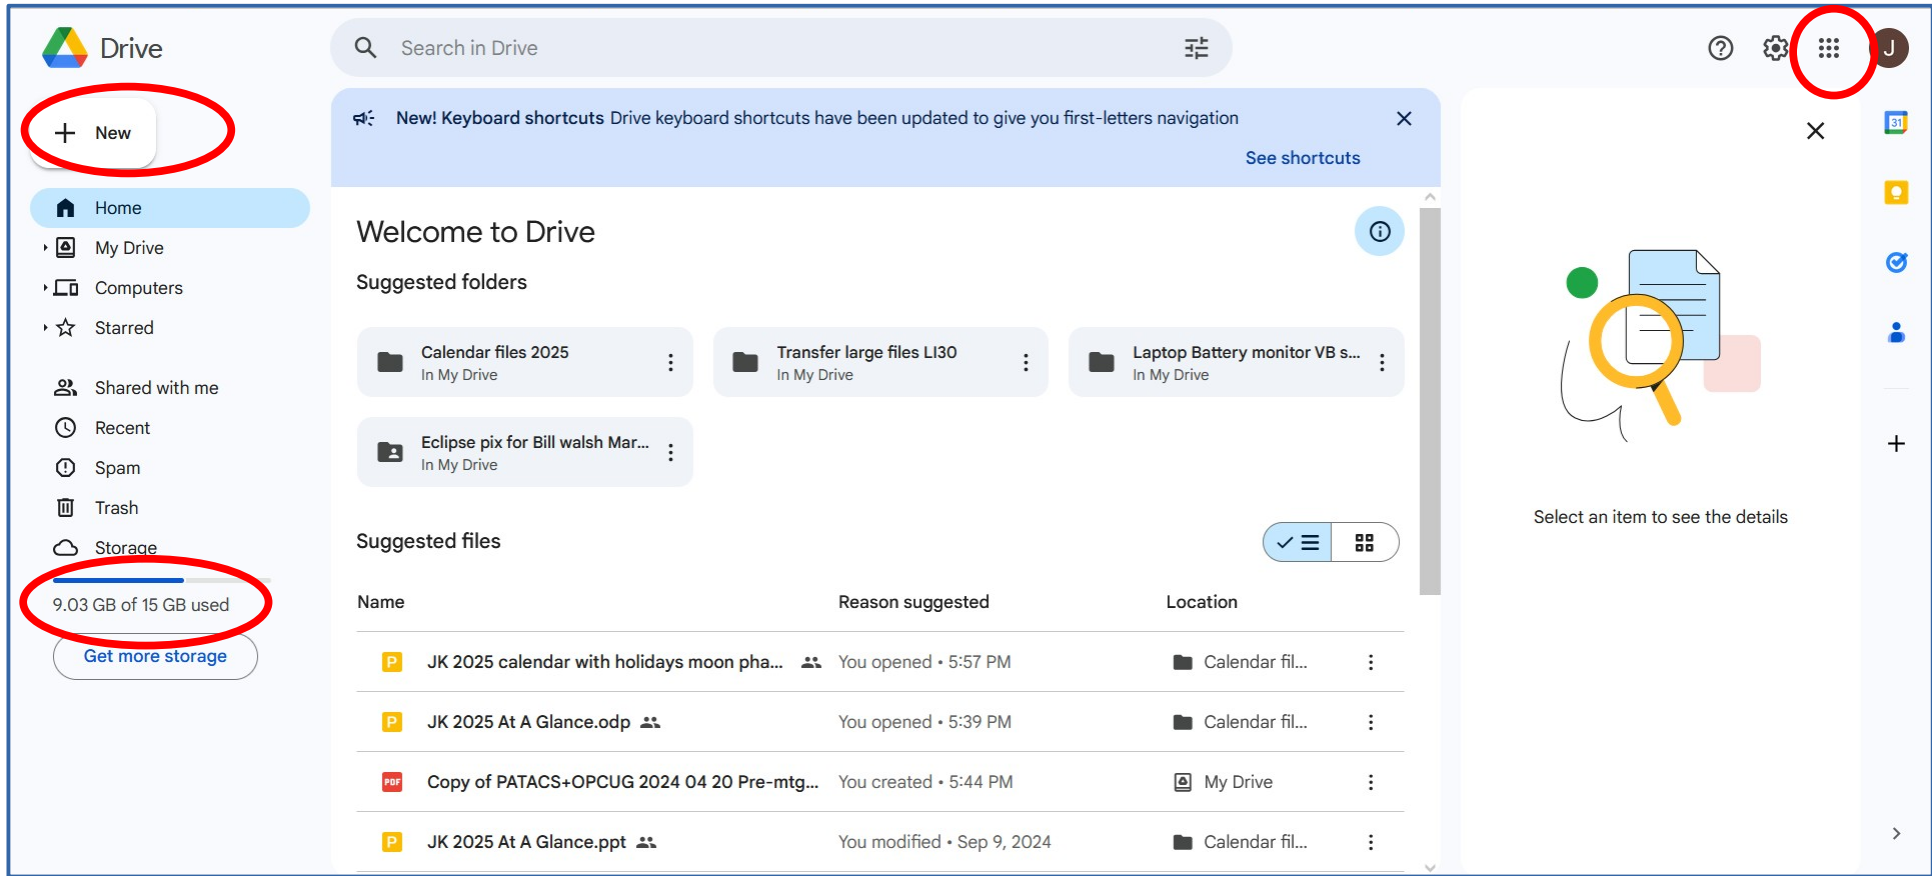 Drive
Search in Drive
J
New
New! Keyboard shortcuts Drive keyboard shortcuts have been updated to give you first-letters navigation
See shortcuts
31
Home
My Drive
Computers
Starred
Shared with me
Recent
Spam
Trash
Storage
9.03 GB of 15 GB used
Get more storage
Welcome to Drive
Suggested folders
Calendar files 2025
In My Drive
Transfer large files LI30
In My Drive
Laptop Battery monitor VB s...
In My Drive
Eclipse pix for Bill walsh Mar...
In My Drive
Suggested files
Name Reason suggested Location
P JK 2025 calendar with holidays moon pha... You opened • 5:57 PM Calendar fil...
P JK 2025 At A Glance.odp You opened • 5:39 PM Calendar fil...
PDF Copy of PATACS+OPCUG 2024 04 20 Pre-mtg... You created • 5:44 PM My Drive
P JK 2025 At A Glance.ppt You modified • Sep 9, 2024 Calendar fil...
Select an item to see the details